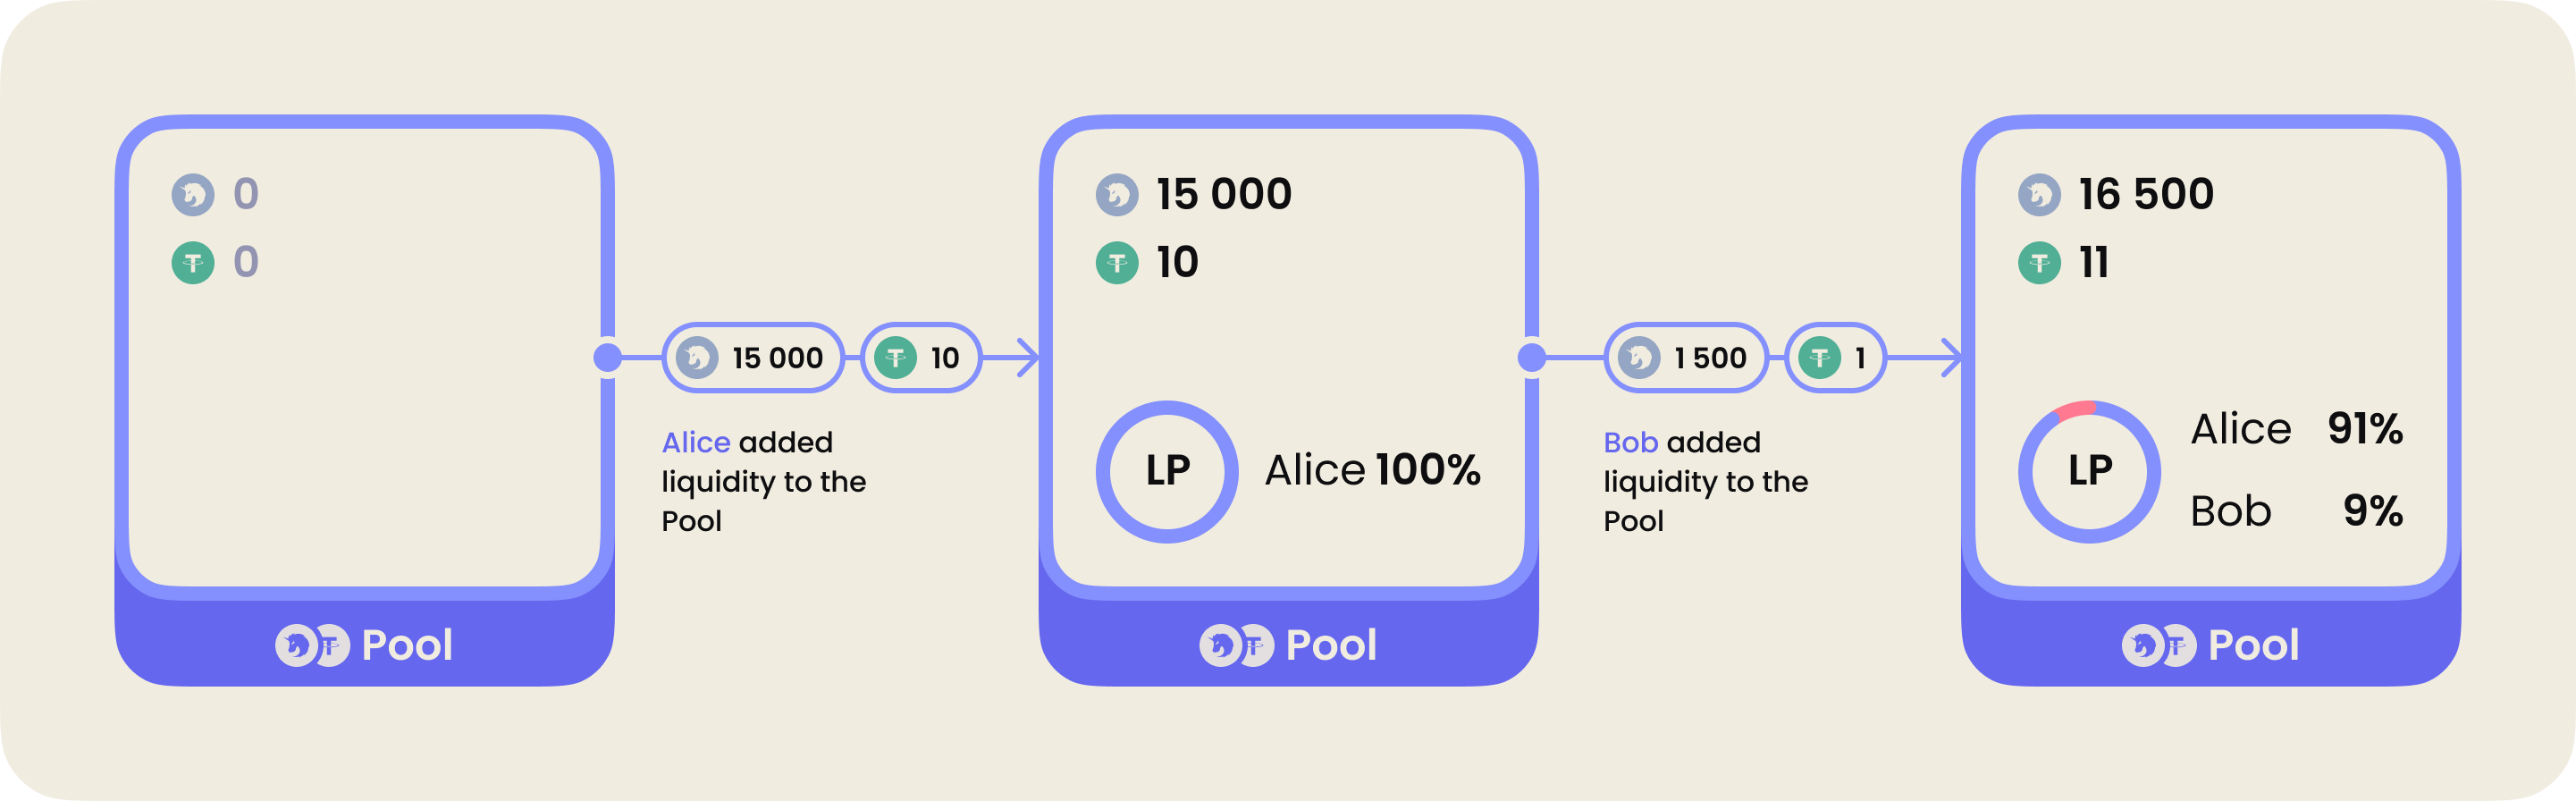 0
0
Pool
15 000
10
Alice added
liquidity to the
Pool
15 000
10
LP
Alice 100%
Pool
1 500
1
Bob added
liquidity to the
Pool
16 500
11
LP
Alice 91%
Bob 9%
Pool